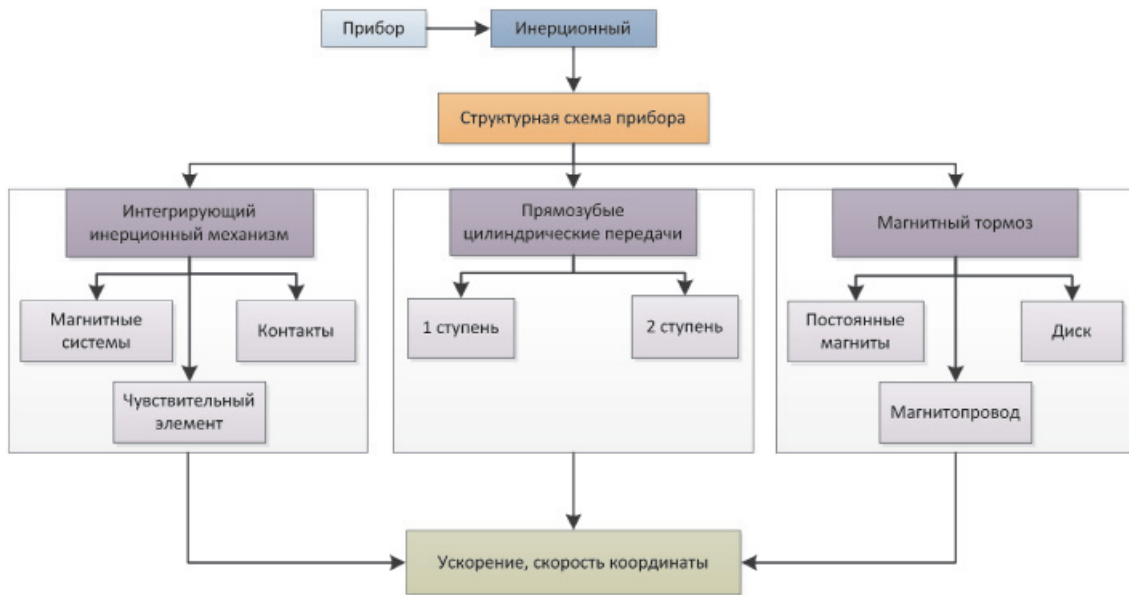 Прибор
Инерционный
Структурная схема прибора
Интегрирующий
инерционный механизм
Магнитные
системы
Контакты
Чувствительный
элемент
Прямозубые
цилиндрические передачи
1 ступень
2 ступень
Магнитный тормоз
Постоянные
магниты
Диск
Магнитопровод
Ускорение, скорость координаты